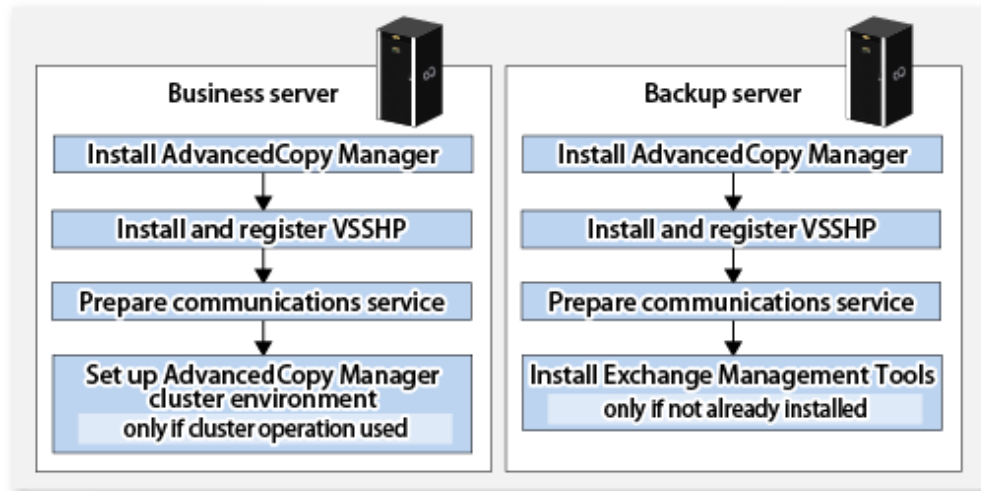 Business server
Install AdvancedCopy Manager
Install and register VSSHP
Prepare communications service
Set up AdvancedCopy Manager
cluster environment
only if cluster operation used
Backup server
Install AdvancedCopy Manager
Install and register VSSHP
Prepare communications service
Install Exchange Management Tools
only if not already installed